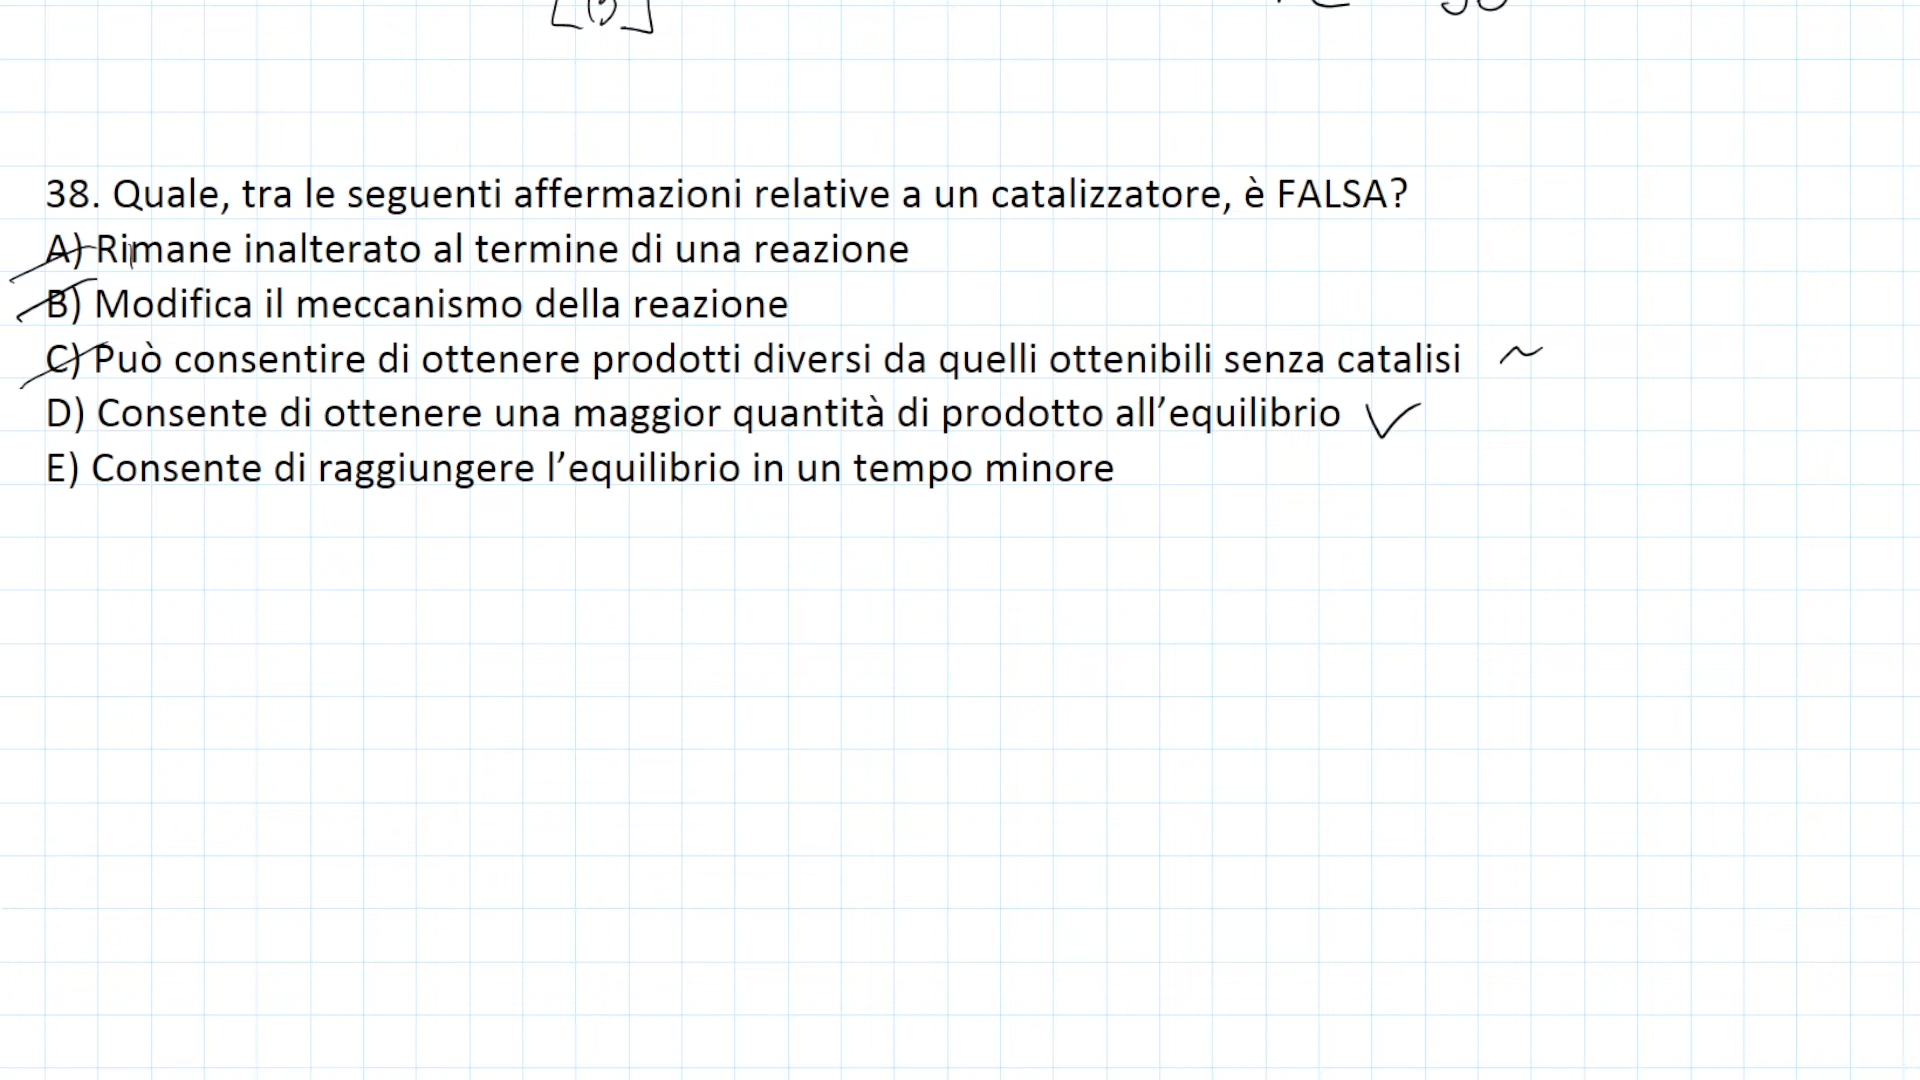 [B]
38. Quale, tra le seguenti affermazioni relative a un catalizzatore, è FALSA?
A) Rimane inalterato al termine di una reazione
B) Modifica il meccanismo della reazione
C) Può consentire di ottenere prodotti diversi da quelli ottenibili senza catalisi
D) Consente di ottenere una maggior quantità di prodotto all’equilibrio
E) Consente di raggiungere l’equilibrio in un tempo minore